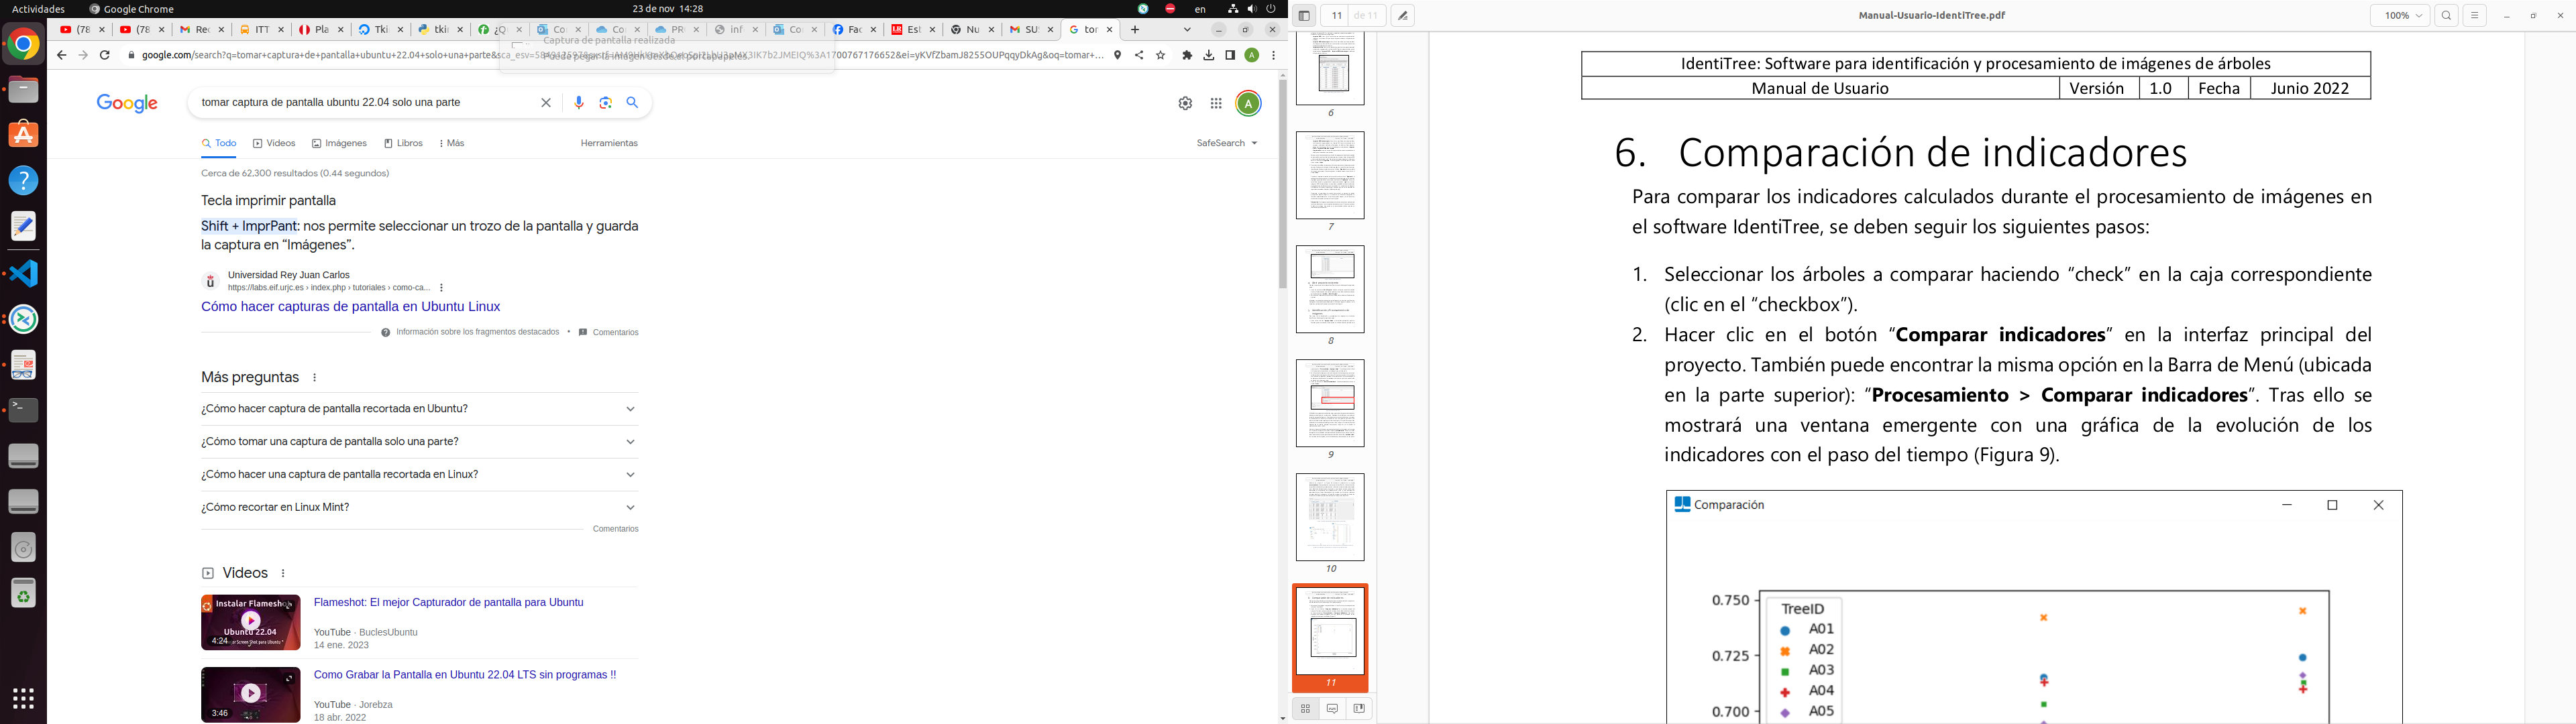 Actividades
Google Chrome
23 de nov 14:28
en
(78
(78
Rec
ITT
Pla
Tki
tkin
¿Q
Co
Co
PR
inf
Co
Fac
Est
Nu
SU
tor
Captura de pantalla realizada
Puede pegar la imagen desde el portapapeles.
google.com/search?q=tomar+captura+de+pantalla+ubuntu+22.04+solo+una+parte&
Google
tomar captura de pantalla ubuntu 22.04 solo una parte
A
Todo
Videos
Imágenes
Libros
Más
Herramientas
SafeSearch
Cerca de 62,300 resultados (0.44 segundos)
Tecla imprimir pantalla
Shift + ImprPant: nos permite seleccionar un trozo de la pantalla y guarda
la captura en “Imágenes”.
Universidad Rey Juan Carlos
https://labs.eif.urjc.es › index.php › tutoriales › como-ca...
Cómo hacer capturas de pantalla en Ubuntu Linux
Información sobre los fragmentos destacados • Comentarios
Más preguntas
¿Cómo hacer captura de pantalla recortada en Ubuntu?
¿Cómo tomar una captura de pantalla solo una parte?
¿Cómo hacer una captura de pantalla recortada en Linux?
¿Cómo recortar en Linux Mint?
Comentarios
Videos
Instalar Flamesh
Ubuntu 22.04
4:24
Flameshot: El mejor Capturador de pantalla para Ubuntu
YouTube · BuclesUbuntu
14 ene. 2023
3:46
Como Grabar la Pantalla en Ubuntu 22.04 LTS sin programas !!
YouTube · Jorebza
18 abr. 2022
11 de 11
Manual-Usuario-IdentiTree.pdf
100%
6
7
8
9
10
11
IdentiTree: Software para identificación y procesamiento de imágenes de árboles
Manual de Usuario
Versión
1.0
Fecha
Junio 2022
6. Comparación de indicadores
Para comparar los indicadores calculados durante el procesamiento de imágenes en
el software IdentiTree, se deben seguir los siguientes pasos:
1. Seleccionar los árboles a comparar haciendo “check” en la caja correspondiente
(clic en el “checkbox”).
2. Hacer clic en el botón “Comparar indicadores” en la interfaz principal del
proyecto. También puede encontrar la misma opción en la Barra de Menú (ubicada
en la parte superior): “Procesamiento > Comparar indicadores”. Tras ello se
mostrará una ventana emergente con una gráfica de la evolución de los
indicadores con el paso del tiempo (Figura 9).
Comparación
0.750
0.725
0.700
TreeID
A01
A02
A03
A04
A05